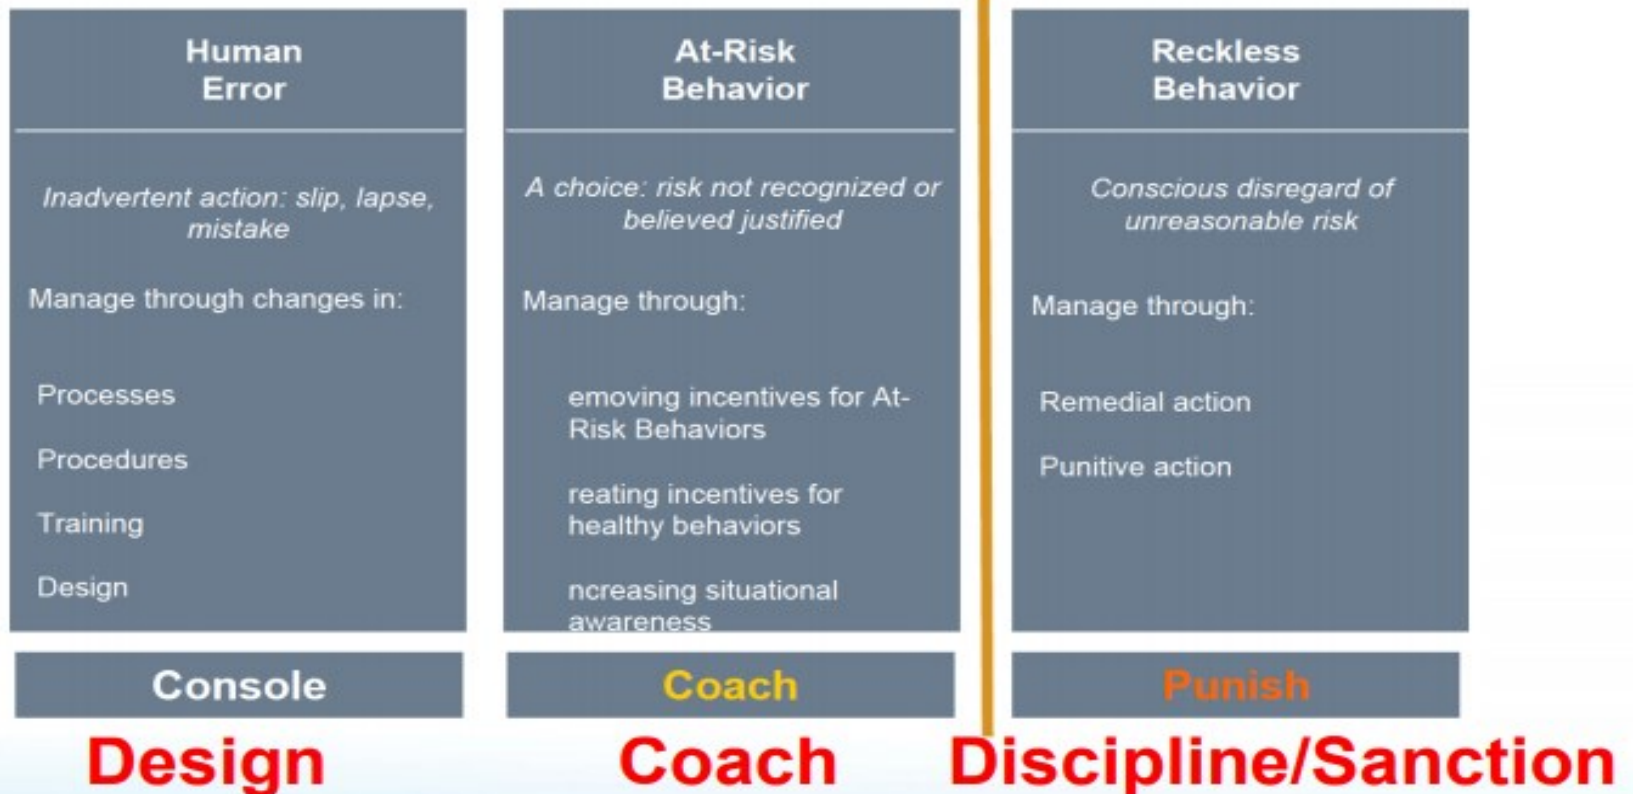 Human
Error
Inadvertent action: slip, lapse,
mistake
Manage through changes in:
Processes
Procedures
Training
Design
Console
Design
At-Risk
Behavior
A choice: risk not recognized or
believed justified
Manage through:
emoving incentives for At-
Risk Behaviors
reating incentives for
healthy behaviors
ncreasing situational
awareness
Coach
Coach
Reckless
Behavior
Conscious disregard of
unreasonable risk
Manage through:
Remedial action
Punitive action
Punish
Discipline/Sanction